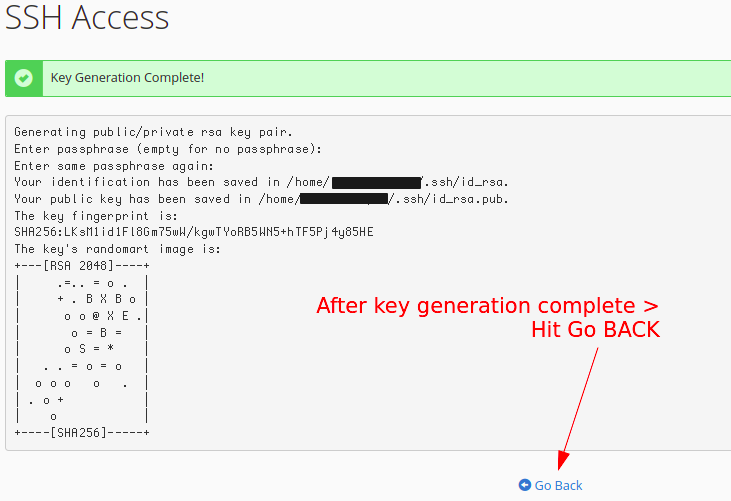 SSH Access
Key Generation Complete!
Generating public/private rsa key pair.
Enter passphrase (empty for no passphrase):
Enter same passphrase again:
Your identification has been saved in /home/ /.ssh/id_rsa.
Your public key has been saved in /home/ /.ssh/id_rsa.pub.
The key fingerprint is:
SHA256:LKsM1id1Fl8Gm75wW/kgwTYoRB5WN5+hTF5Pj4y85HE
The key's randomart image is:
+---[RSA 2048]----+
|     .=.. = o .  |
|     + . B X B o |
|      o o @ X E .|
|       o = B =   |
|      o S = *    |
|   . . = o = o   |
|  o o o   o   .  |
| . o +           |
|    o            |
+----[SHA256]-----+
After key generation complete >
Hit Go BACK
Go Back